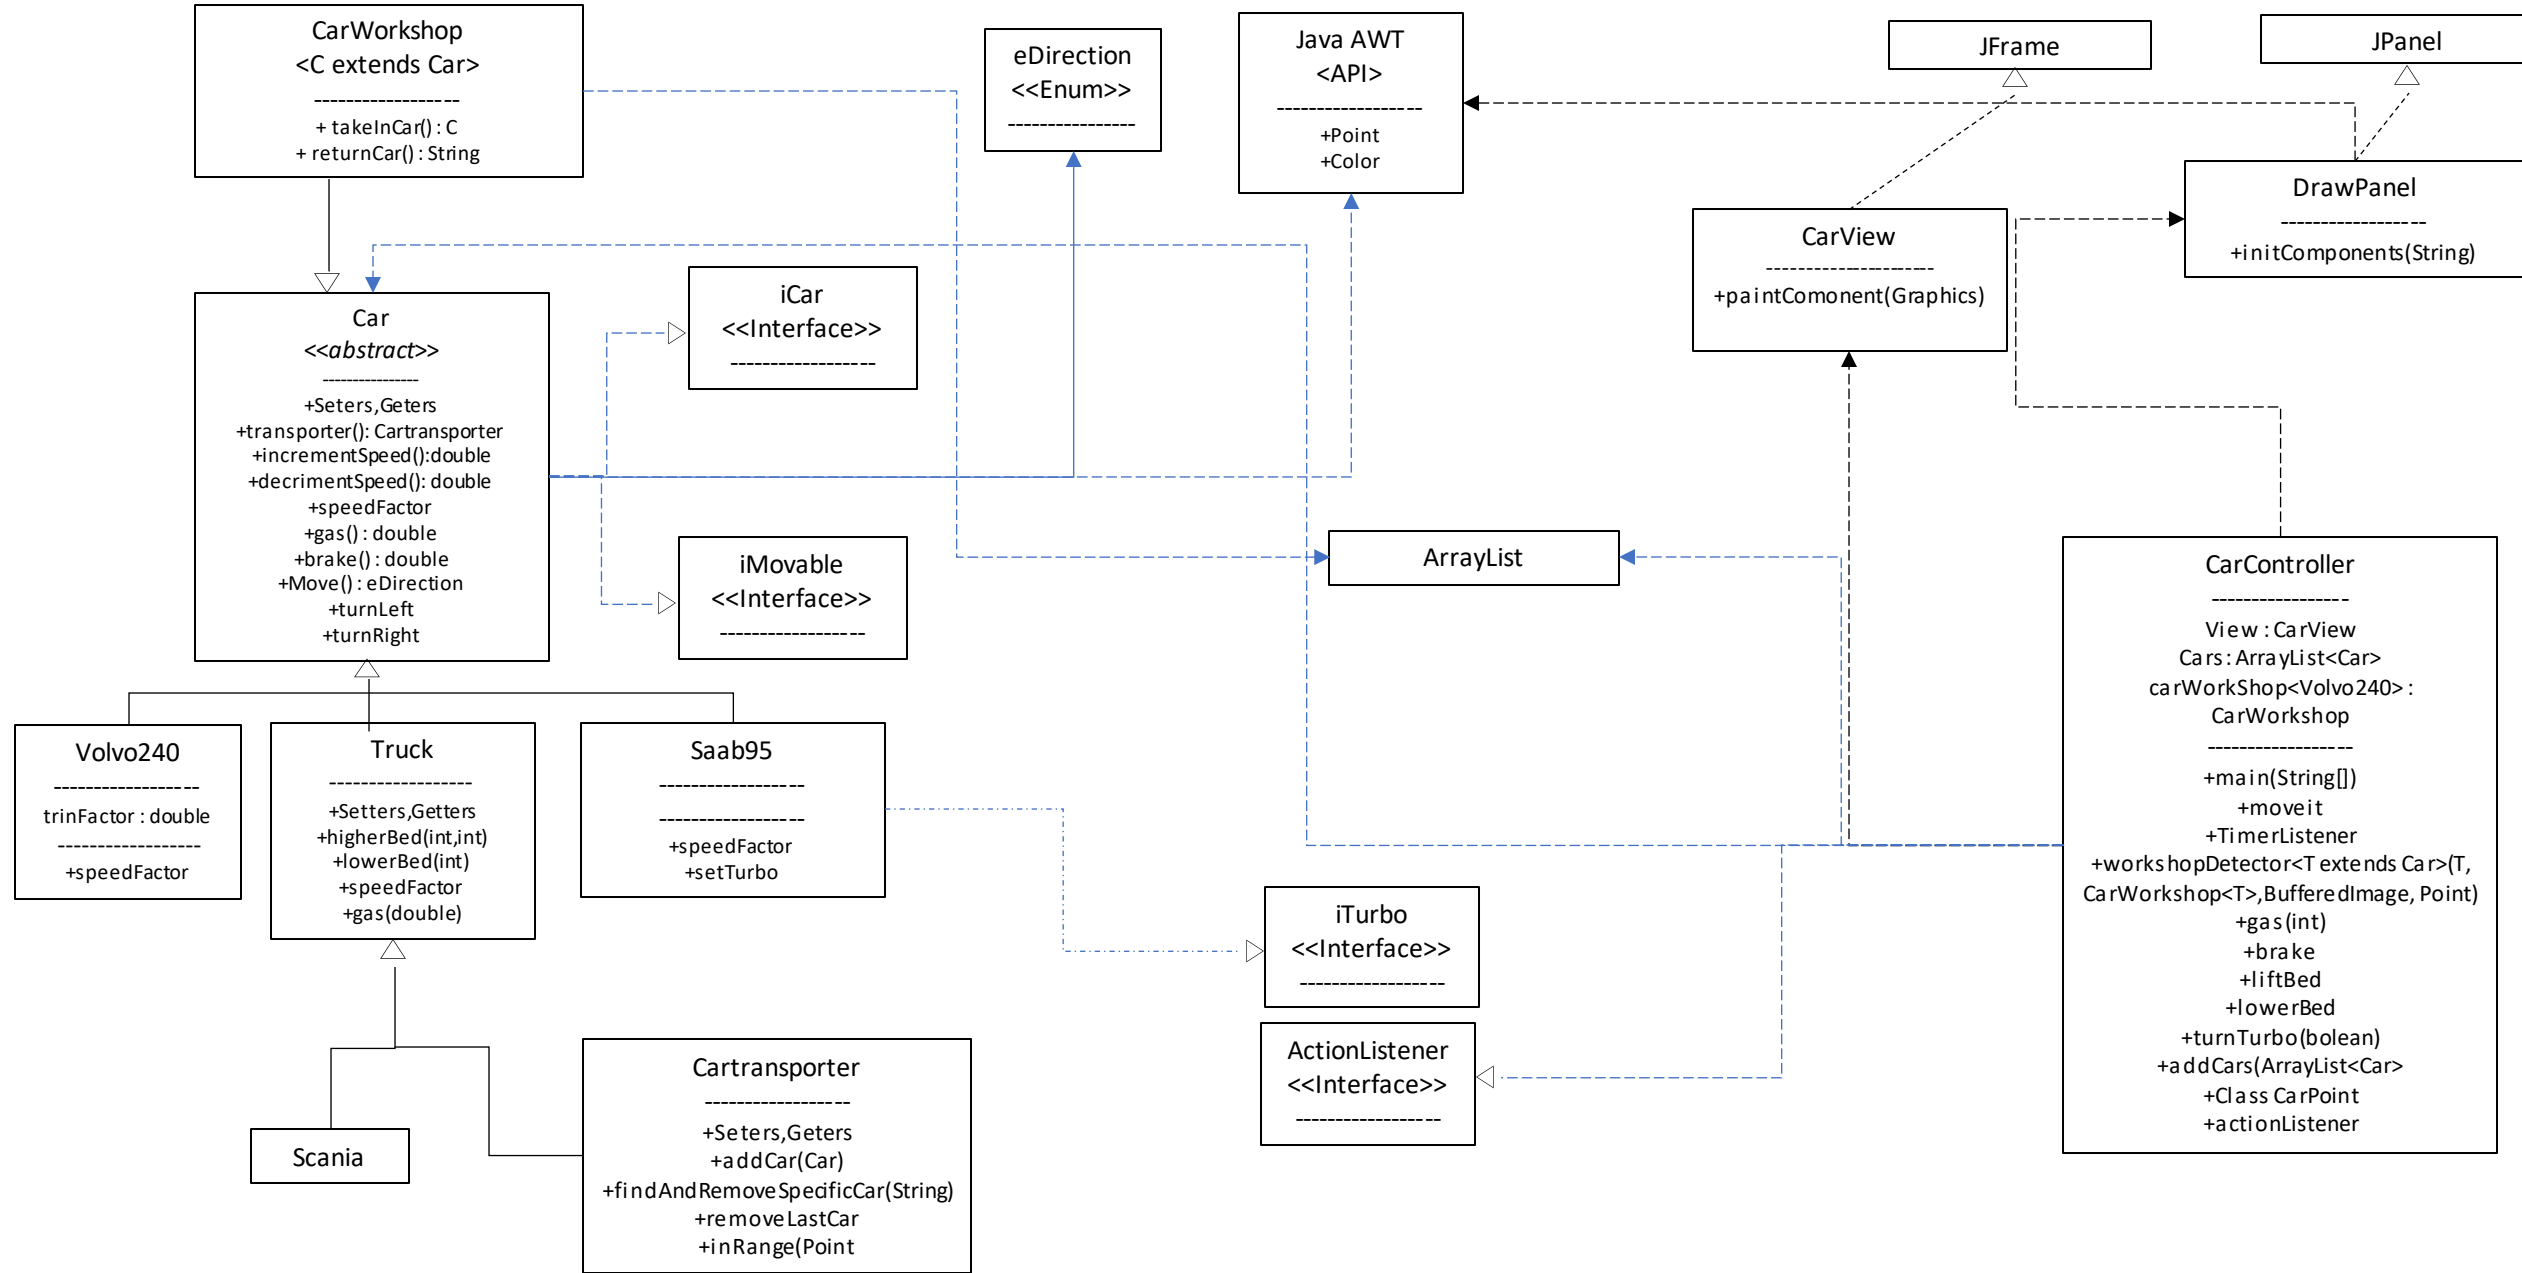 CarWorkshop
<C extends Car>
------------------
+ takeInCar() : C
+ returnCar() : String
eDirection
<<Enum>>
----------------
Java AWT
<API>
------------------
+Point
+Color
JFrame
JPanel
DrawPanel
------------------
+initComponents(String)
CarView
---------------------
+paintComonent(Graphics)
iCar
<<Interface>>
------------------
Car
<<abstract>>
----------------
+Seters,Geters
+transporter(): Cartransporter
+incrementSpeed():double
+decrimentSpeed(): double
+speedFactor
+gas() : double
+brake() : double
+Move() : eDirection
+turnLeft
+turnRight
iMovable
<<Interface>>
------------------
ArrayList
CarController
-----------------
View : CarView
Cars : ArrayList<Car>
carWorkShop<Volvo240> :
CarWorkshop
------------------
+main(String[])
+moveit
+TimerListener
+workshopDetector<T extends Car>(T,
CarWorkshop<T>,BufferedImage, Point)
+gas(int)
+brake
+liftBed
+lowerBed
+turnTurbo(bolean)
+addCars(ArrayList<Car>
+Class CarPoint
+actionListener
Volvo240
------------------
trinFactor : double
------------------
+speedFactor
Truck
------------------
+Setters,Getters
+higherBed(int,int)
+lowerBed(int)
+speedFactor
+gas(double)
Saab95
------------------
------------------
+speedFactor
+setTurbo
iTurbo
<<Interface>>
------------------
ActionListener
<<Interface>>
------------------
Cartransporter
------------------
+Seters,Geters
+addCar(Car)
+findAndRemoveSpecificCar(String)
+removeLastCar
+inRange(Point
Scania